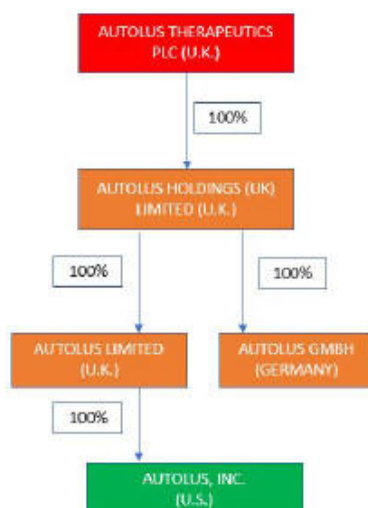 AUTOLUS THERAPEUTICS
PLC (U.K.)
100%
AUTOLUS HOLDINGS (UK)
LIMITED (U.K.)
100%
100%
AUTOLUS LIMITED
(U.K.)
AUTOLUS GMBH
(GERMANY)
100%
AUTOLUS, INC.
(U.S.)